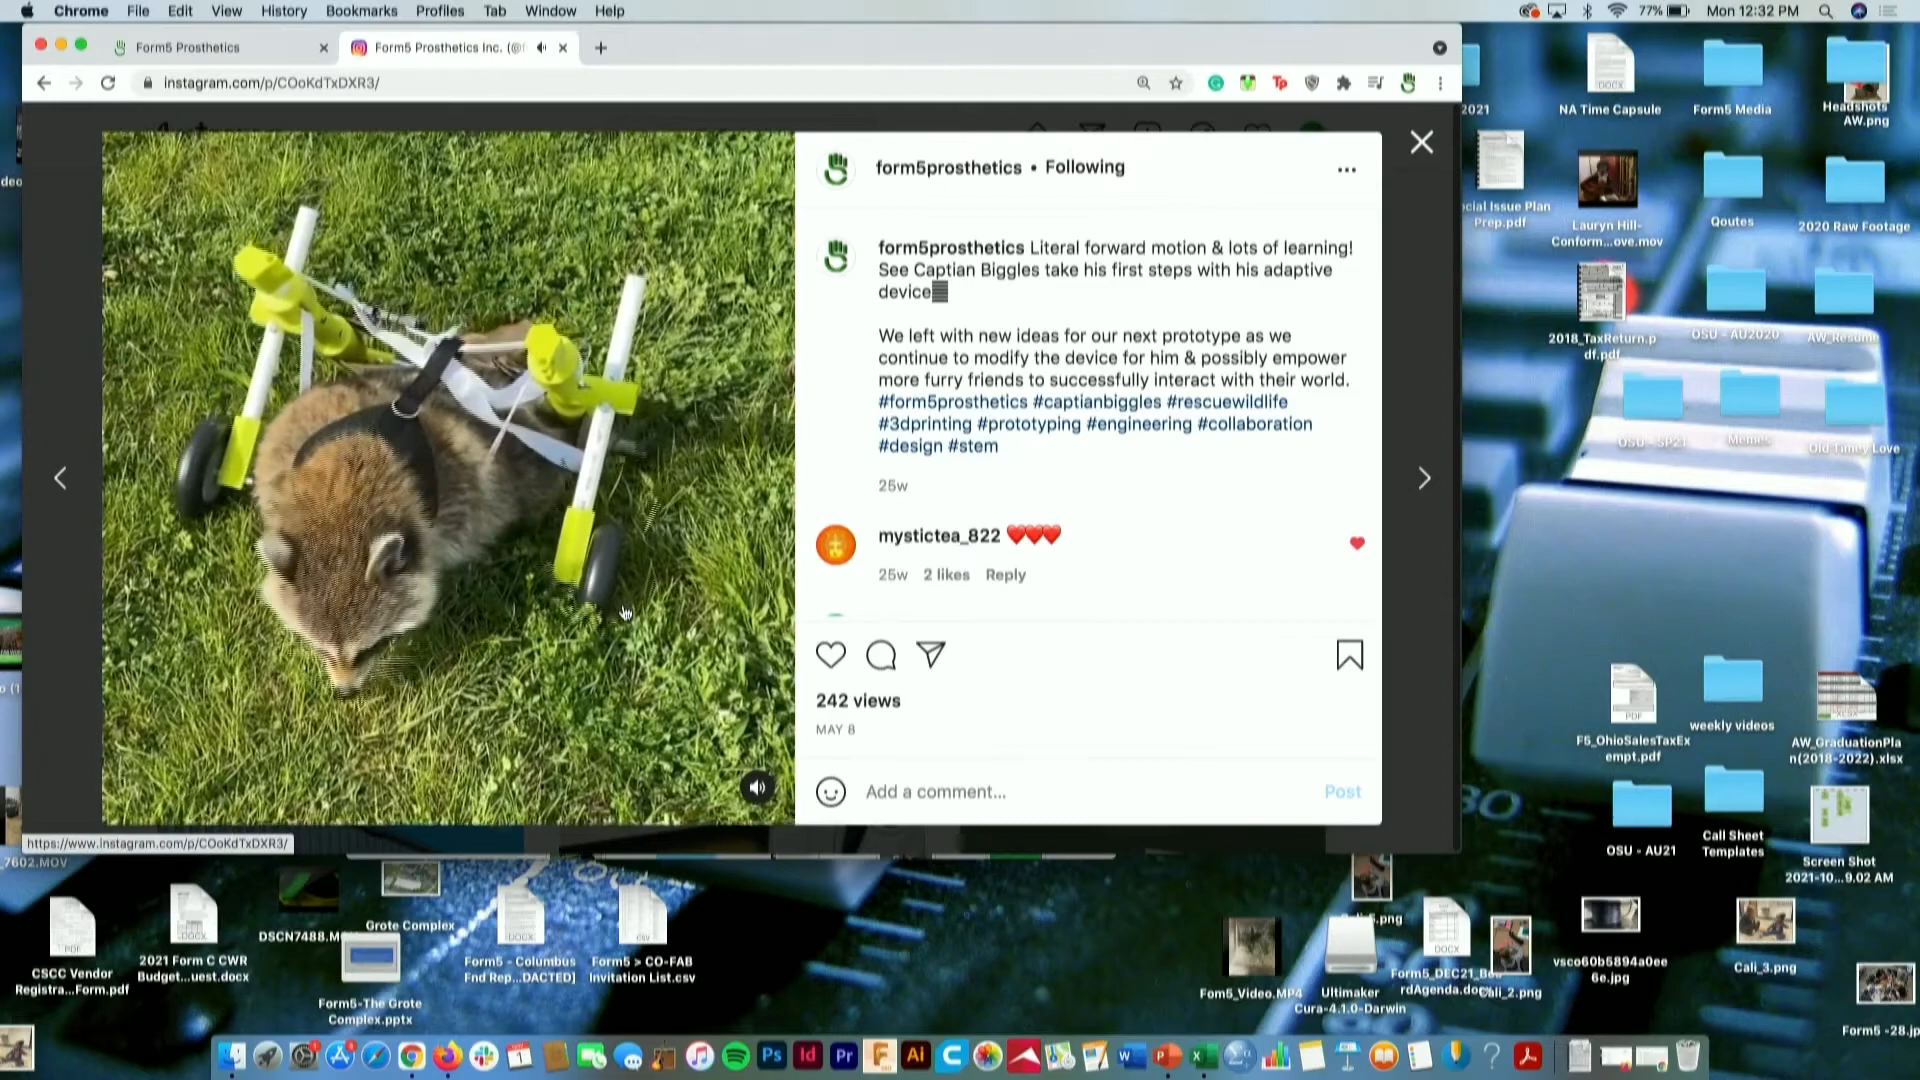 Chrome File Edit View History Bookmarks Profiles Tab Window Help
77% Mon 12:32 PM
Form5 Prosthetics
Form5 Prosthetics Inc. (@f
instagram.com/p/COoKdTxDXR3/
form5prosthetics • Following
form5prosthetics Literal forward motion & lots of learning!
See Captian Biggles take his first steps with his adaptive
device
We left with new ideas for our next prototype as we
continue to modify the device for him & possibly empower
more furry friends to successfully interact with their world.
#form5prosthetics #captianbiggles #rescuewildlife
#3dprinting #prototyping #engineering #collaboration
#design #stem
25w
mystictea_822
25w 2 likes Reply
242 views
MAY 8
Add a comment...
Post
https://www.instagram.com/p/COoKdTxDXR3/
2021
NA Time Capsule
Form5 Media
Headshots
AW.png
cial Issue Plan
Prep.pdf
Lauryn Hill-
Conform...ove.mov
Qoutes
2020 Raw Footage
2018_TaxReturn.p
df.pdf
OSU - AU2020
AW_Resume
OSU - SP21
Meme's
Old Timey Love
F5_OhioSalesTaxEx
empt.pdf
weekly videos
AW_GraduationPla
n(2018-2022).xlsx
OSU - AU21
Call Sheet
Templates
Screen Shot
2021-10...9.02 AM
_7602.MOV
CSCC Vendor
Registra...Form.pdf
2021 Form C CWR
Budget...uest.docx
DSCN7488.M
Grote Complex
Form5-The Grote
Complex.pptx
Form5 - Columbus
Fnd Rep...DACTED]
Form5 > CO-FAB
Invitation List.csv
Fom5_Video.MP4
Ultimaker
Cura-4.1.0-Darwin
Cali_2.png
vsco60b5894a0ee
6e.jpg
Cali_3.png
Form5 -28.jp